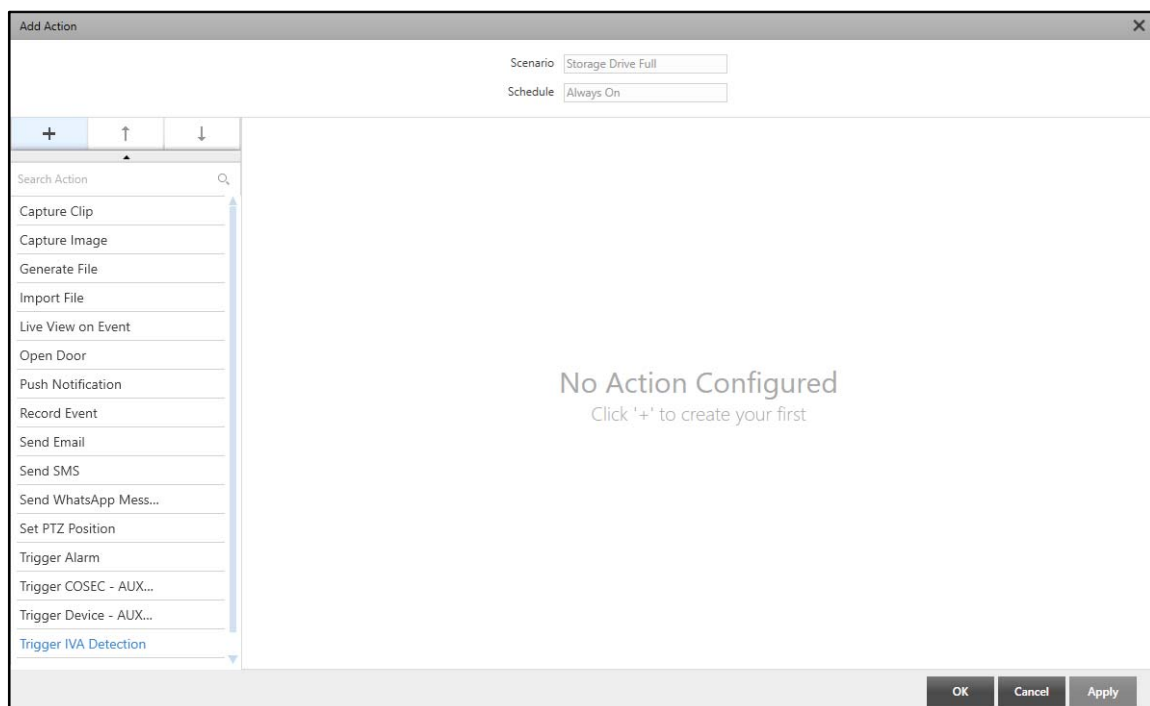 Add Action
Scenario Storage Drive Full
Schedule Always On
Search Action
Capture Clip
Capture Image
Generate File
Import File
Live View on Event
Open Door
Push Notification
Record Event
Send Email
Send SMS
Send WhatsApp Mess...
Set PTZ Position
Trigger Alarm
Trigger COSEC - AUX...
Trigger Device - AUX...
Trigger IVA Detection
No Action Configured
Click '+' to create your first
OK Cancel Apply